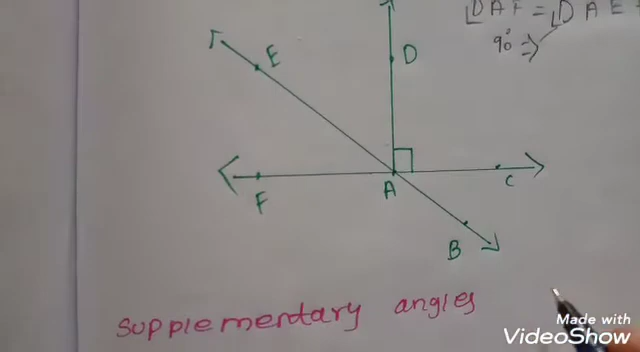 ∠DAF = ∠DAE
90° ⇒
E
D
F
A
C
B
supplementary angles
Made with
VideoShow